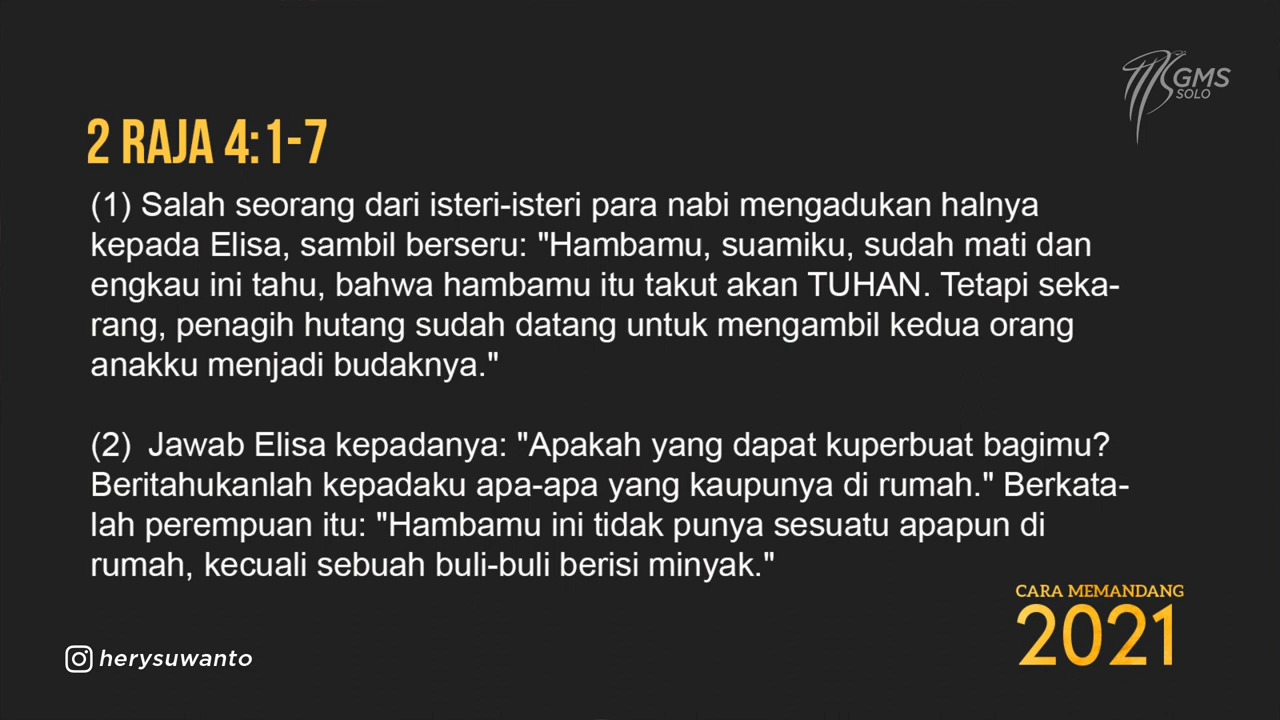 GMS
SOLO
2 RAJA 4:1-7
(1) Salah seorang dari isteri-isteri para nabi mengadukan halnya
kepada Elisa, sambil berseru: "Hambamu, suamiku, sudah mati dan
engkau ini tahu, bahwa hambamu itu takut akan TUHAN. Tetapi seka-
rang, penagih hutang sudah datang untuk mengambil kedua orang
anakku menjadi budaknya."
(2)  Jawab Elisa kepadanya: "Apakah yang dapat kuperbuat bagimu?
Beritahukanlah kepadaku apa-apa yang kaupunya di rumah." Berkata-
lah perempuan itu: "Hambamu ini tidak punya sesuatu apapun di
rumah, kecuali sebuah buli-buli berisi minyak."
CARA MEMANDANG
2021
herysuwanto